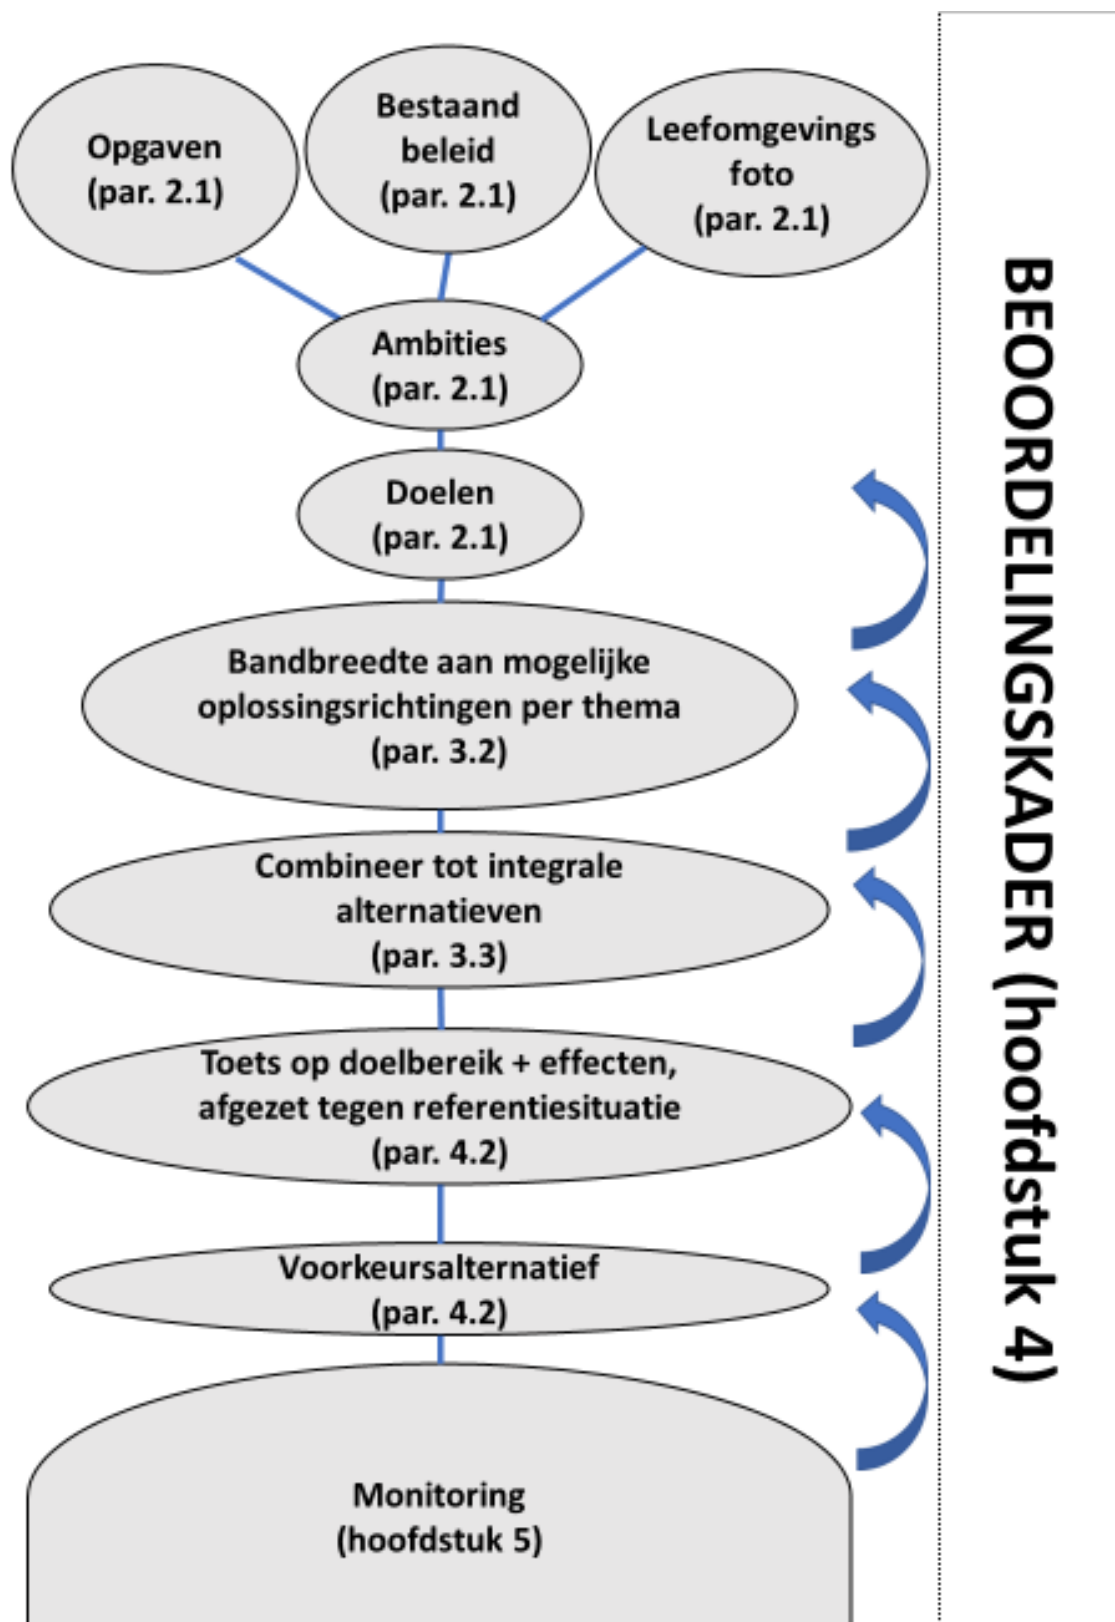 Opgaven
(par. 2.1)
Bestaand
beleid
(par. 2.1)
Leefomgevings
foto
(par. 2.1)
Ambities
(par. 2.1)
Doelen
(par. 2.1)
Bandbreedte aan mogelijke
oplossingsrichtingen per thema
(par. 3.2)
Combineer tot integrale
alternatieven
(par. 3.3)
Toets op doelbereik + effecten,
afgezet tegen referentiesituatie
(par. 4.2)
Voorkeursalternatief
(par. 4.2)
Monitoring
(hoofdstuk 5)
BEOORDELINGSKADER (hoofdstuk 4)